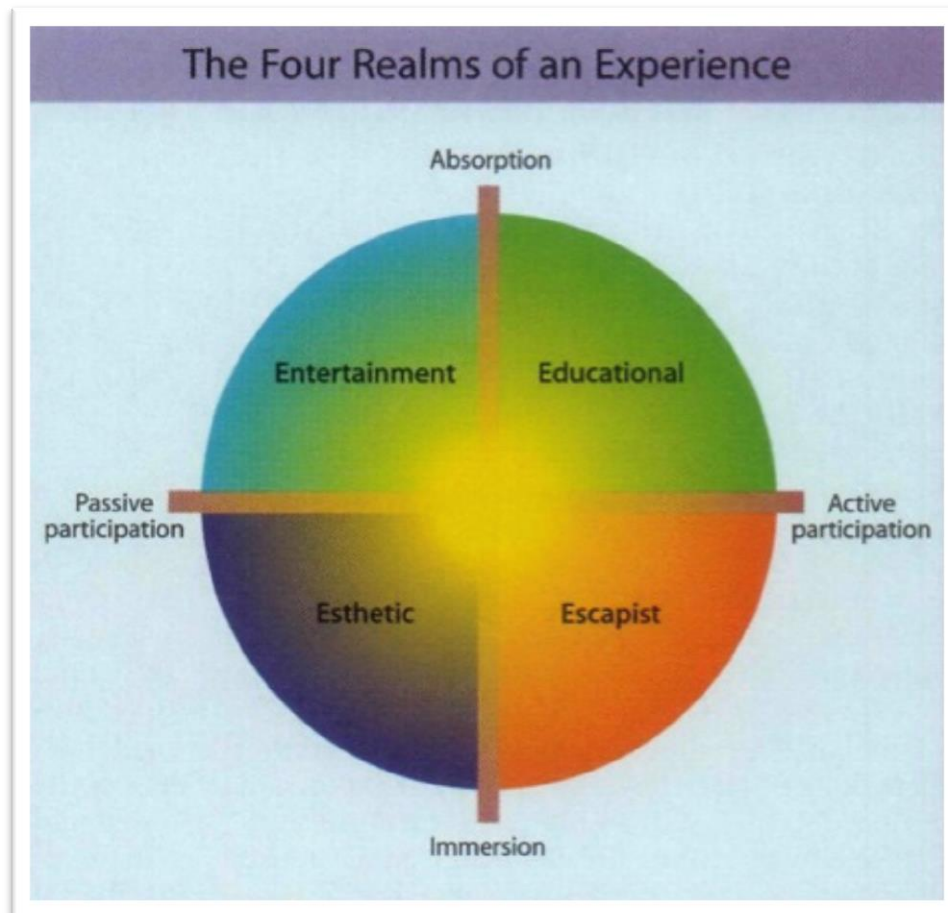 The Four Realms of an Experience
Absorption
Entertainment
Educational
Passive
participation
Active
participation
Esthetic
Escapist
Immersion